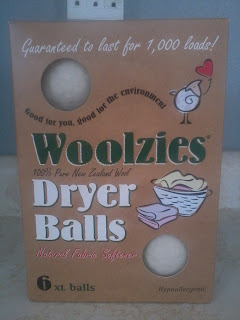 Guaranteed to last for 1,000 loads!
Good for you, good for the environment
Woolzies®
100% Pure New Zealand Wool
Dryer
Balls
Natural Fabric Softener
6 XL balls
Hypoallergenic